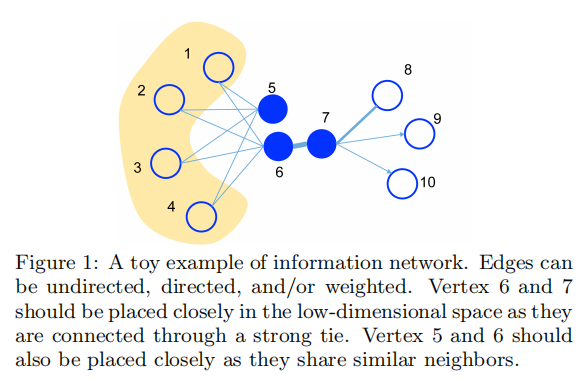 1
2
3
4
5
6
7
8
9
10
Figure 1: A toy example of information network. Edges can
be undirected, directed, and/or weighted. Vertex 6 and 7
should be placed closely in the low-dimensional space as they
are connected through a strong tie. Vertex 5 and 6 should
also be placed closely as they share similar neighbors.